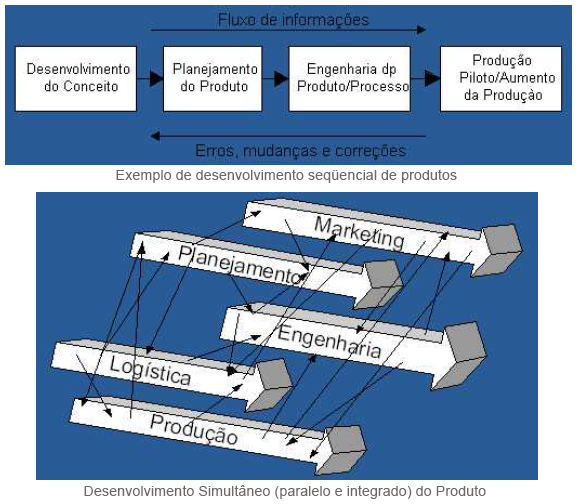 Fluxo de informações
Desenvolvimento
do Conceito
Planejamento
do Produto
Engenharia dp
Produto/Processo
Produção
Piloto/Aumento
da Produção
Erros, mudanças e correções
Exemplo de desenvolvimento seqüencial de produtos
Marketing
Planejamento
Engenharia
Logística
Produção
Desenvolvimento Simultâneo (paralelo e integrado) do Produto